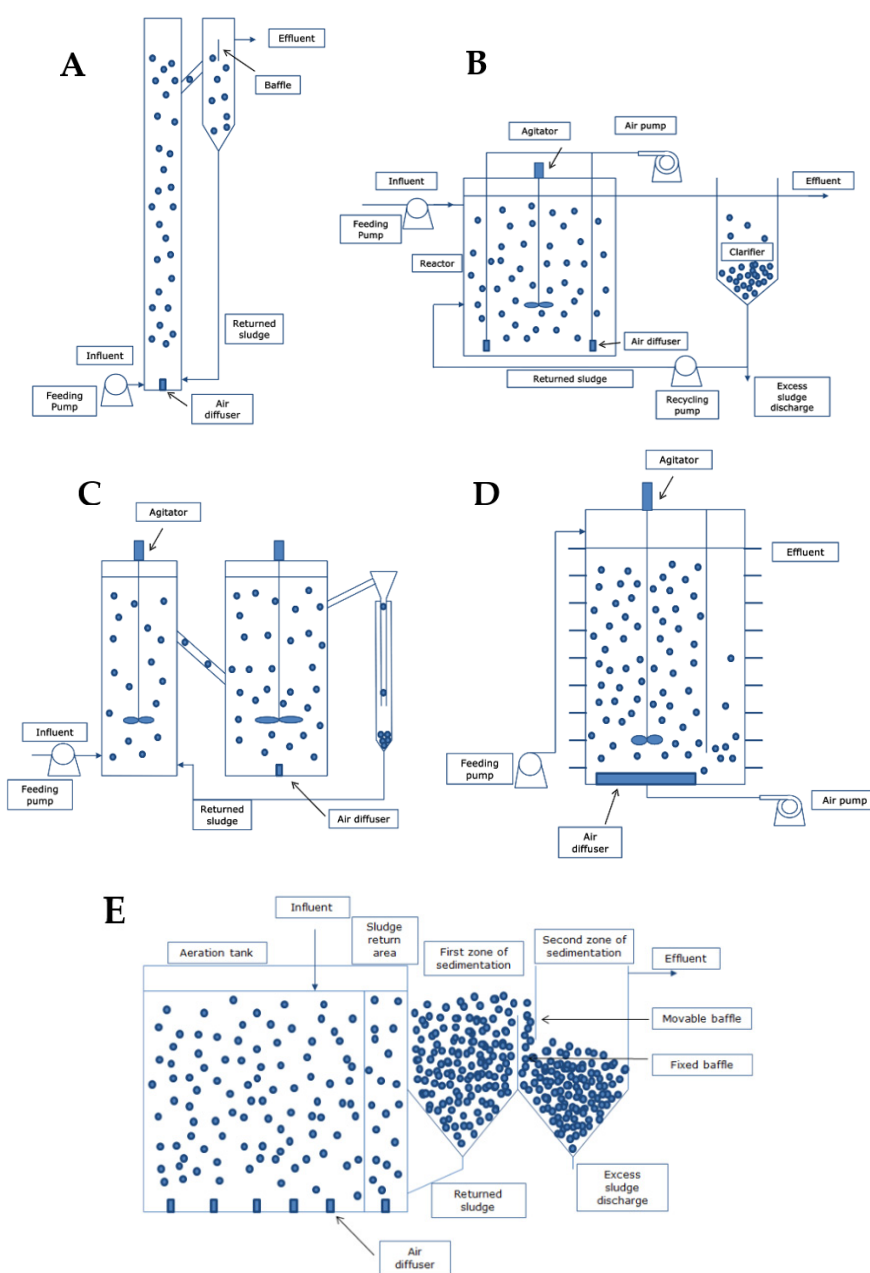 A
Effluent
Baffle
Returned
sludge
Influent
Feeding
Pump
Air
diffuser
B
Agitator
Air pump
Influent
Effluent
Feeding
Pump
Reactor
Clarifier
Air diffuser
Returned sludge
Recycling
pump
Excess
sludge
discharge
C
Agitator
Influent
Feeding
pump
Returned
sludge
Air diffuser
D
Agitator
Effluent
Feeding
pump
Air pump
Air
diffuser
E
Influent
Aeration tank
Sludge
return
area
First zone of
sedimentation
Second zone of
sedimentation
Effluent
Movable baffle
Fixed baffle
Returned
sludge
Excess
sludge
discharge
Air
diffuser